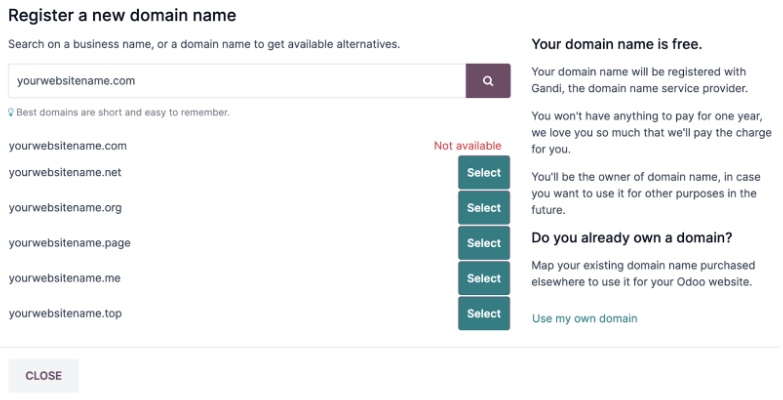 Register a new domain name
Search on a business name, or a domain name to get available alternatives.
yourwebsitename.com
Best domains are short and easy to remember.
yourwebsitename.com Not available
yourwebsitename.net Select
yourwebsitename.org Select
yourwebsitename.page Select
yourwebsitename.me Select
yourwebsitename.top Select
Your domain name is free.
Your domain name will be registered with
Gandi, the domain name service provider.
You won't have anything to pay for one year,
we love you so much that we'll pay the charge
for you.
You'll be the owner of domain name, in case
you want to use it for other purposes in the
future.
Do you already own a domain?
Map your existing domain name purchased
elsewhere to use it for your Odoo website.
Use my own domain
CLOSE